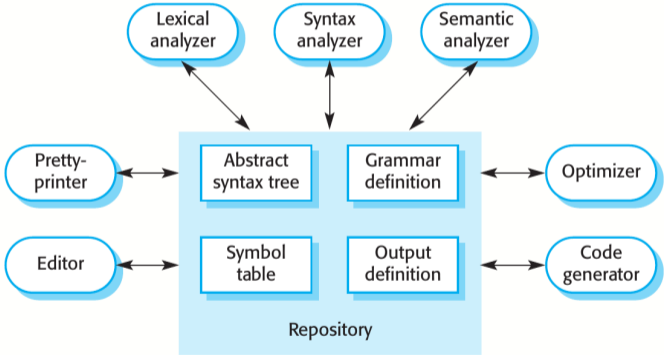 Lexical
analyzer
Syntax
analyzer
Semantic
analyzer
Pretty-
printer
Abstract
syntax tree
Grammar
definition
Optimizer
Editor
Symbol
table
Output
definition
Code
generator
Repository